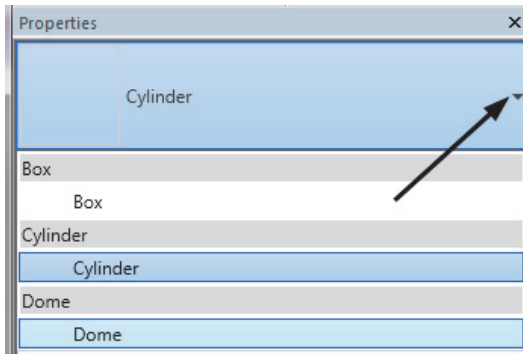 Properties
Cylinder
Box
Box
Cylinder
Cylinder
Dome
Dome